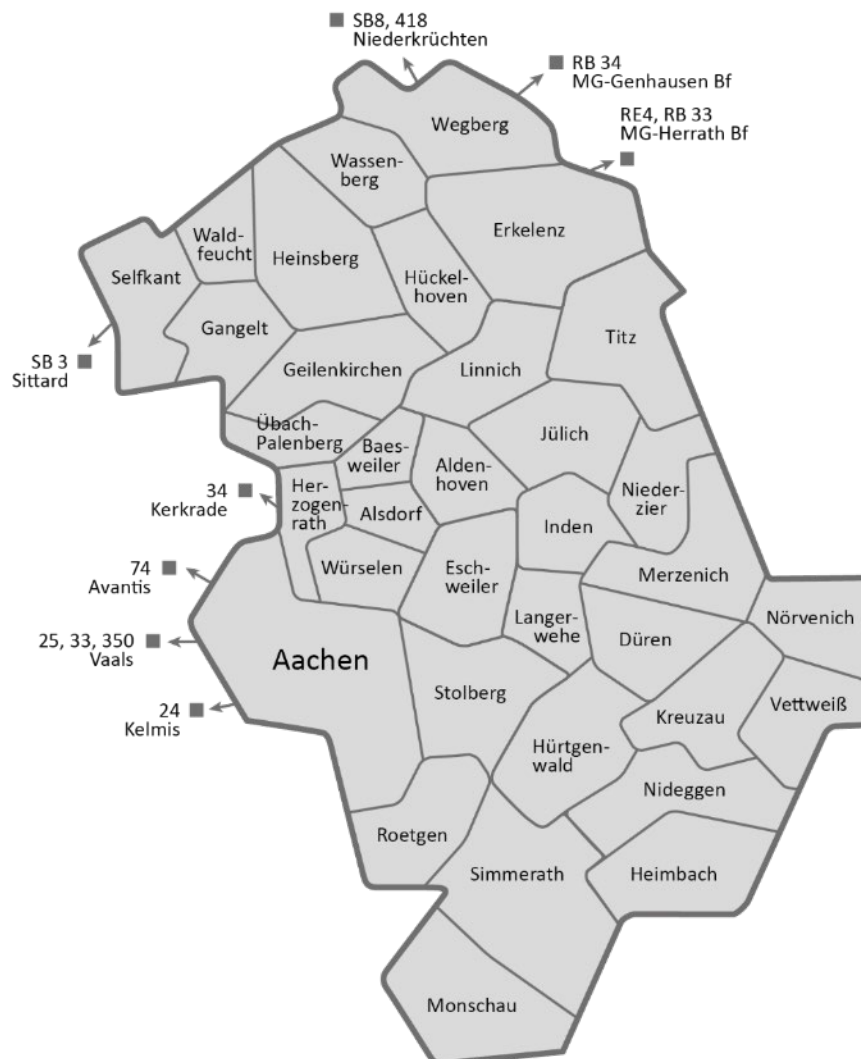 SB8, 418
Niederkrüchten
RB 34
MG-Genhausen Bf
RE4, RB 33
MG-Herrath Bf
Wegberg
Wassen-
berg
Erkelenz
Wald-
feucht
Heinsberg
Selfkant
Hückel-
hoven
Gangelt
Titz
SB 3
Sittard
Geilenkirchen
Linnich
Übach-
Palenberg
Baes-
weiler
Jülich
Alden-
hoven
Her-
zogen-
rath
Nieder-
zier
34
Kerkrade
Alsdorf
Inden
74
Avantis
Würselen
Esch-
weiler
Merzenich
25, 33, 350
Vaals
Langer-
wehe
Düren
Nörvenich
Aachen
Stolberg
24
Kelmis
Kreuzau
Vettweiß
Hürtgen-
wald
Nideggen
Roetgen
Simmerath
Heimbach
Monschau